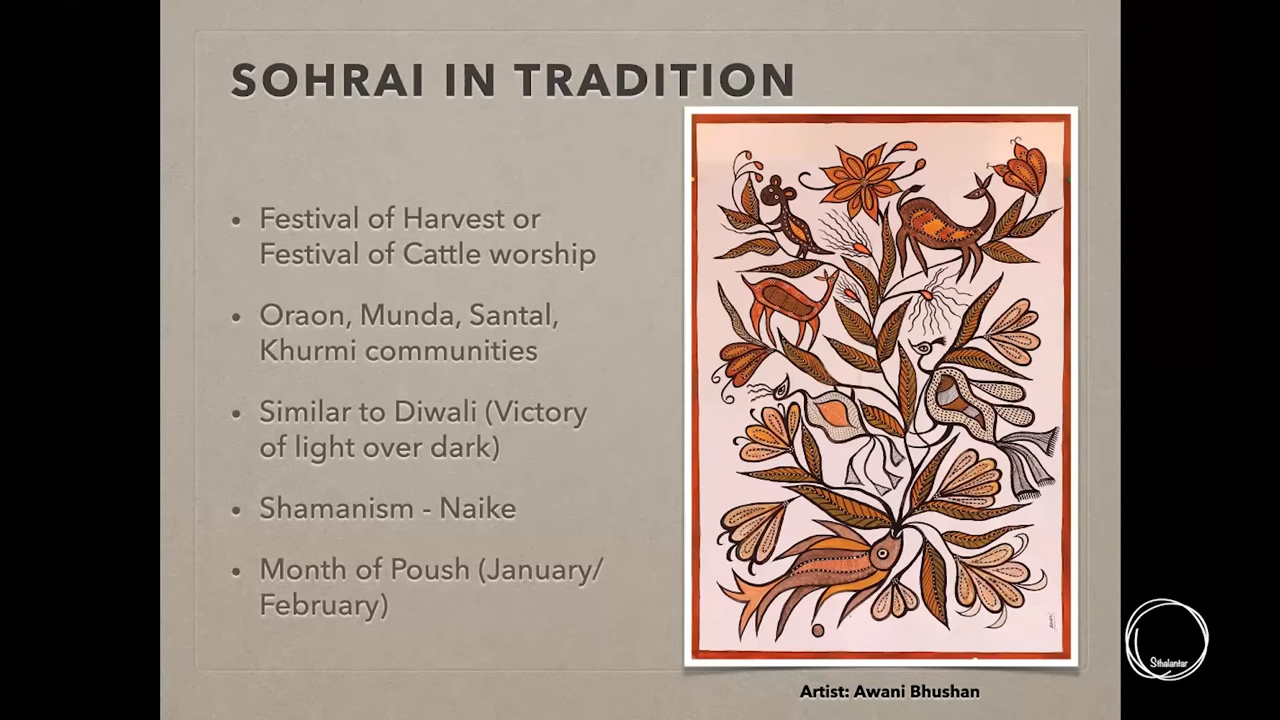 SOHRAI IN TRADITION
• Festival of Harvest or
Festival of Cattle worship
• Oraon, Munda, Santal,
Khurmi communities
• Similar to Diwali (Victory
of light over dark)
• Shamanism - Naike
• Month of Poush (January/
February)
Artist: Awani Bhushan
Sthalantar